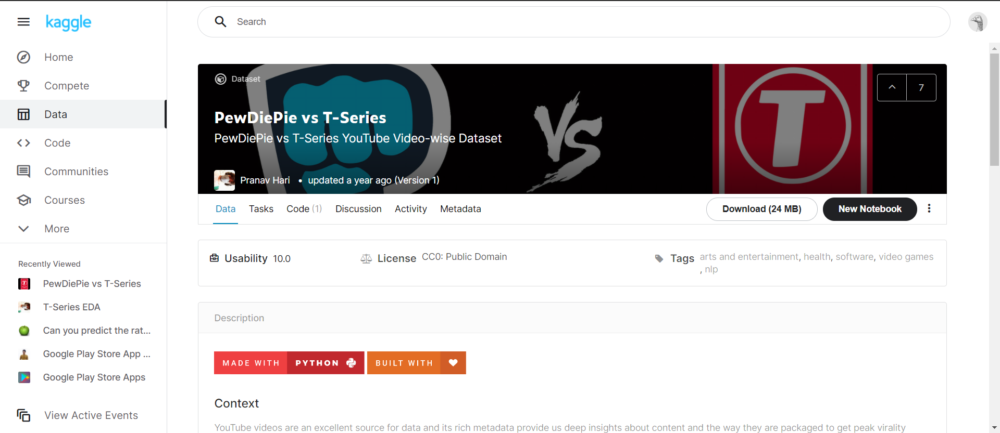 kaggle
Search
Home
Compete
Data
Code
Communities
Courses
More
Recently Viewed
PewDiePie vs T-Series
T-Series EDA
Can you predict the rat...
Google Play Store App ...
Google Play Store Apps
View Active Events
Dataset
7
PewDiePie vs T-Series
PewDiePie vs T-Series YouTube Video-wise Dataset
VS
T
Pranav Hari • updated a year ago (Version 1)
Data Tasks Code (1) Discussion Activity Metadata Download (24 MB) New Notebook
Usability 10.0 License CC0: Public Domain Tags arts and entertainment, health, software, video games
, nlp
Description
MADE WITH PYTHON BUILT WITH
Context
YouTube videos are an excellent source for data and its rich metadata provide us deep insights about content and the way they are packaged to get peak virality